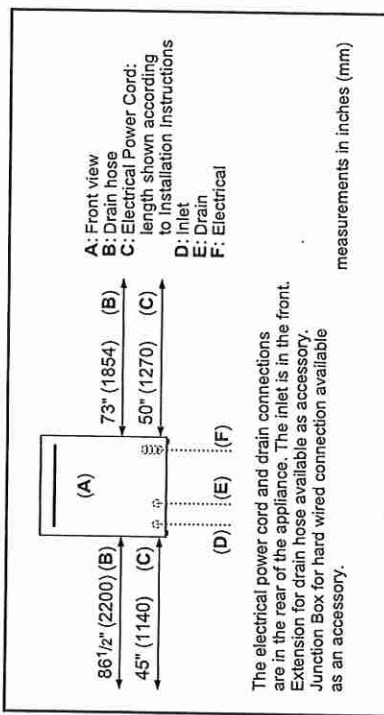 86 1/2" (2200) (B)
73" (1854) (B)
45" (1140) (C)
50" (1270) (C)
(A)
(D)
(E)
(F)
A: Front view
B: Drain hose
C: Electrical Power Cord:
length shown according
to Installation Instructions
D: Inlet
E: Drain
F: Electrical
The electrical power cord and drain connections
are in the rear of the appliance. The inlet is in the front.
Extension for drain hose available as accessory.
Junction Box for hard wired connection available
as an accessory.
measurements in inches (mm)